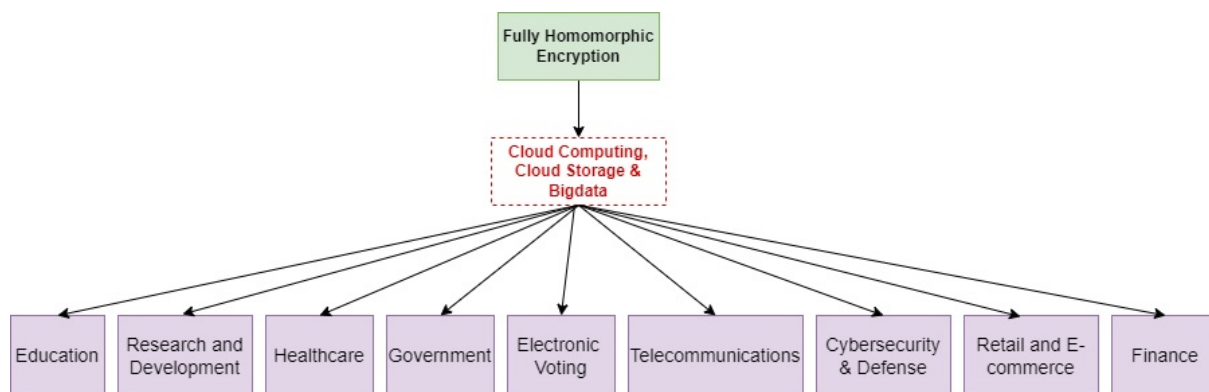 Fully Homomorphic
Encryption
Cloud Computing,
Cloud Storage &
Bigdata
Education
Research and
Development
Healthcare
Government
Electronic
Voting
Telecommunications
Cybersecurity
& Defense
Retail and E-
commerce
Finance